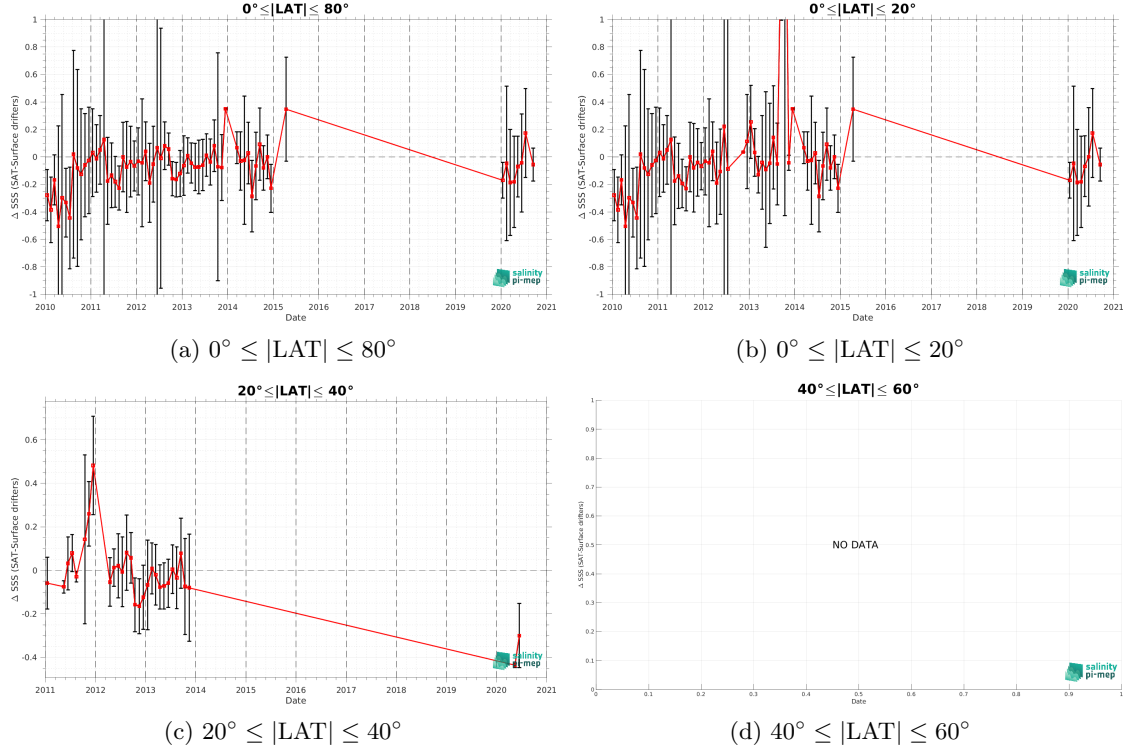 0°≤|LAT|≤ 80°
Δ SSS (SAT-Surface drifters)
1
0.8
0.6
0.4
0.2
0
-0.2
-0.4
-0.6
-0.8
-1
2010 2011 2012 2013 2014 2015 2016 2017 2018 2019 2020 2021
Date
salinity
pi-mep
(a) 0° ≤ |LAT| ≤ 80°
0°≤|LAT|≤ 20°
Δ SSS (SAT-Surface drifters)
1
0.8
0.6
0.4
0.2
0
-0.2
-0.4
-0.6
-0.8
-1
2010 2011 2012 2013 2014 2015 2016 2017 2018 2019 2020 2021
Date
salinity
pi-mep
(b) 0° ≤ |LAT| ≤ 20°
20°≤|LAT|≤ 40°
Δ SSS (SAT-Surface drifters)
0.6
0.4
0.2
0
-0.2
-0.4
2011 2012 2013 2014 2015 2016 2017 2018 2019 2020 2021
Date
salinity
pi-mep
(c) 20° ≤ |LAT| ≤ 40°
40°≤|LAT|≤ 60°
Δ SSS (SAT-Surface drifters)
1
0.9
0.8
0.7
0.6
0.5
0.4
0.3
0.2
0.1
0
NO DATA
0 0.1 0.2 0.3 0.4 0.5 0.6 0.7 0.8 0.9 1
Date
salinity
pi-mep
(d) 40° ≤ |LAT| ≤ 60°